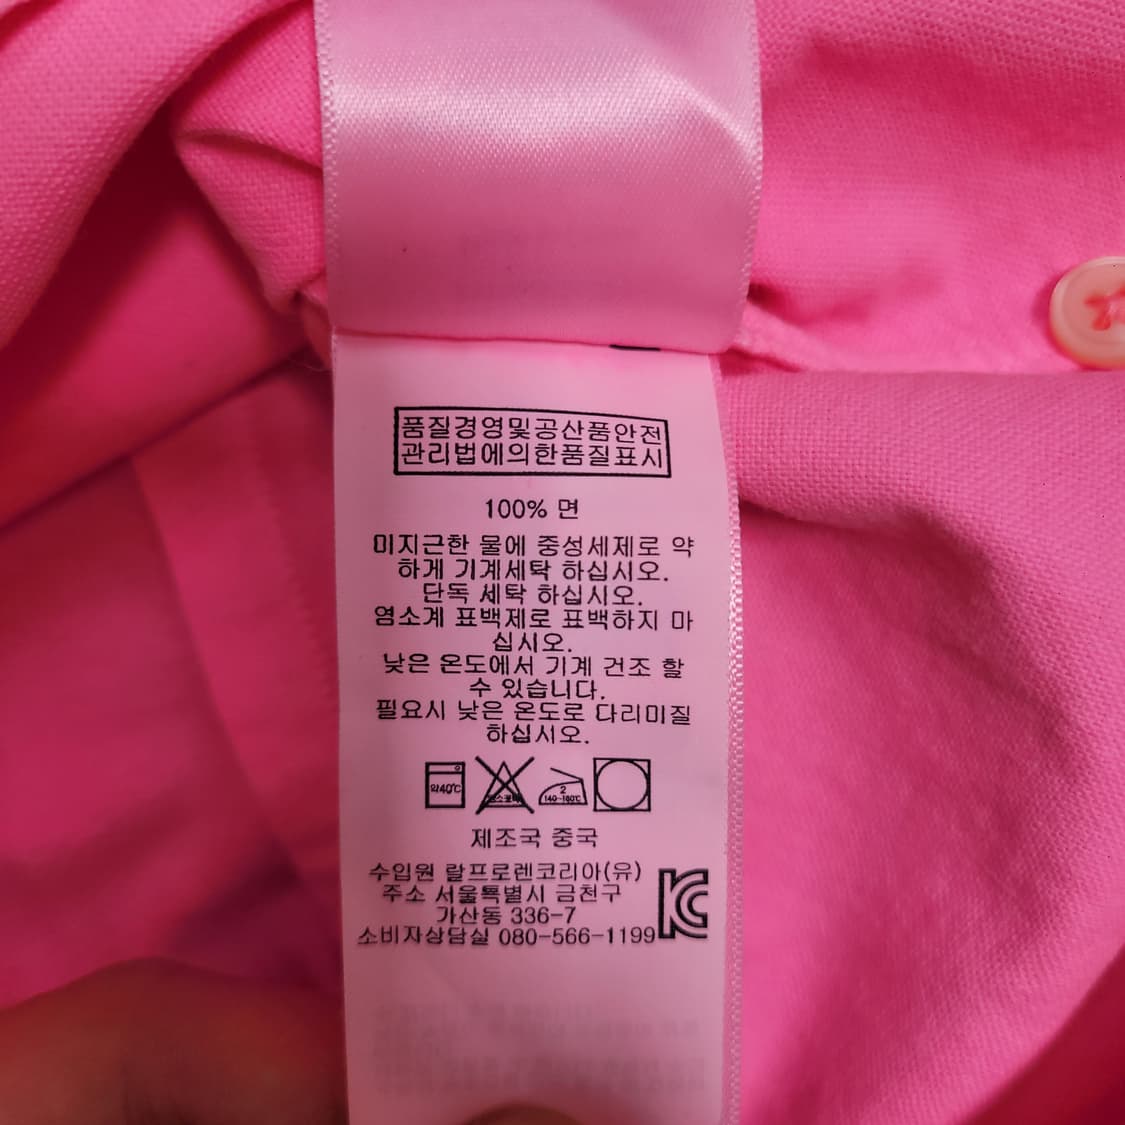 품질경영및공산품안전
관리법에의한품질표시
100% 면
미지근한 물에 중성세제로 약
하게 기계세탁 하십시오.
단독 세탁 하십시오.
염소계 표백제로 표백하지 마
십시오.
낮은 온도에서 기계 건조 할
수 있습니다.
필요시 낮은 온도로 다리미질
하십시오.
약40℃
2
140-160℃
제조국 중국
수입원 랄프로렌코리아(유)
주소 서울특별시 금천구
가산동 336-7
소비자상담실 080-566-1199